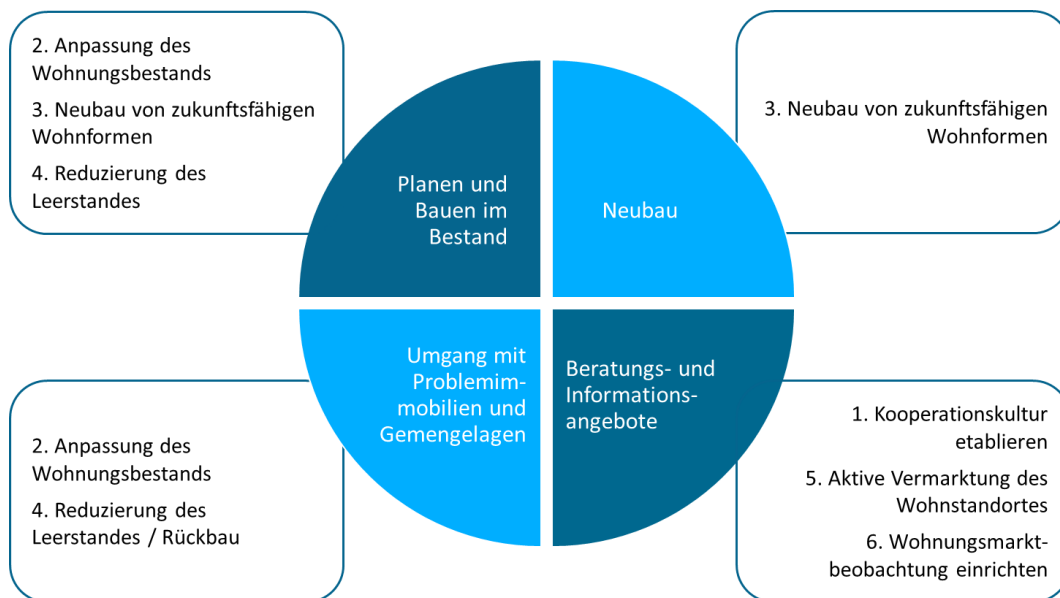 2. Anpassung des
Wohnungsbestands
3. Neubau von zukunftsfähigen
Wohnformen
4. Reduzierung des
Leerstandes
Planen und
Bauen im
Bestand
Neubau
3. Neubau von zukunftsfähigen
Wohnformen
2. Anpassung des
Wohnungsbestands
4. Reduzierung des
Leerstandes / Rückbau
Umgang mit
Problemim-
mobilien und
Gemengelagen
Beratungs- und
Informations-
angebote
1. Kooperationskultur
etablieren
5. Aktive Vermarktung des
Wohnstandortes
6. Wohnungsmarkt-
beobachtung einrichten